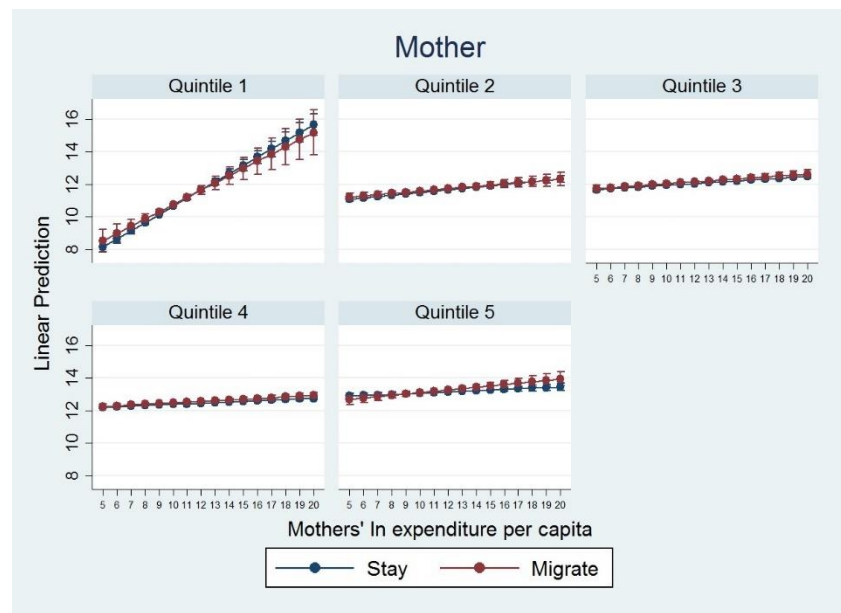 Mother
Quintile 1
Quintile 2
Quintile 3
16
14
12
10
8
5 6 7 8 9 10 11 12 13 14 15 16 17 18 19 20
Linear Prediction
Quintile 4
Quintile 5
16
14
12
10
8
5 6 7 8 9 10 11 12 13 14 15 16 17 18 19 20
5 6 7 8 9 10 11 12 13 14 15 16 17 18 19 20
Mothers' ln expenditure per capita
Stay Migrate